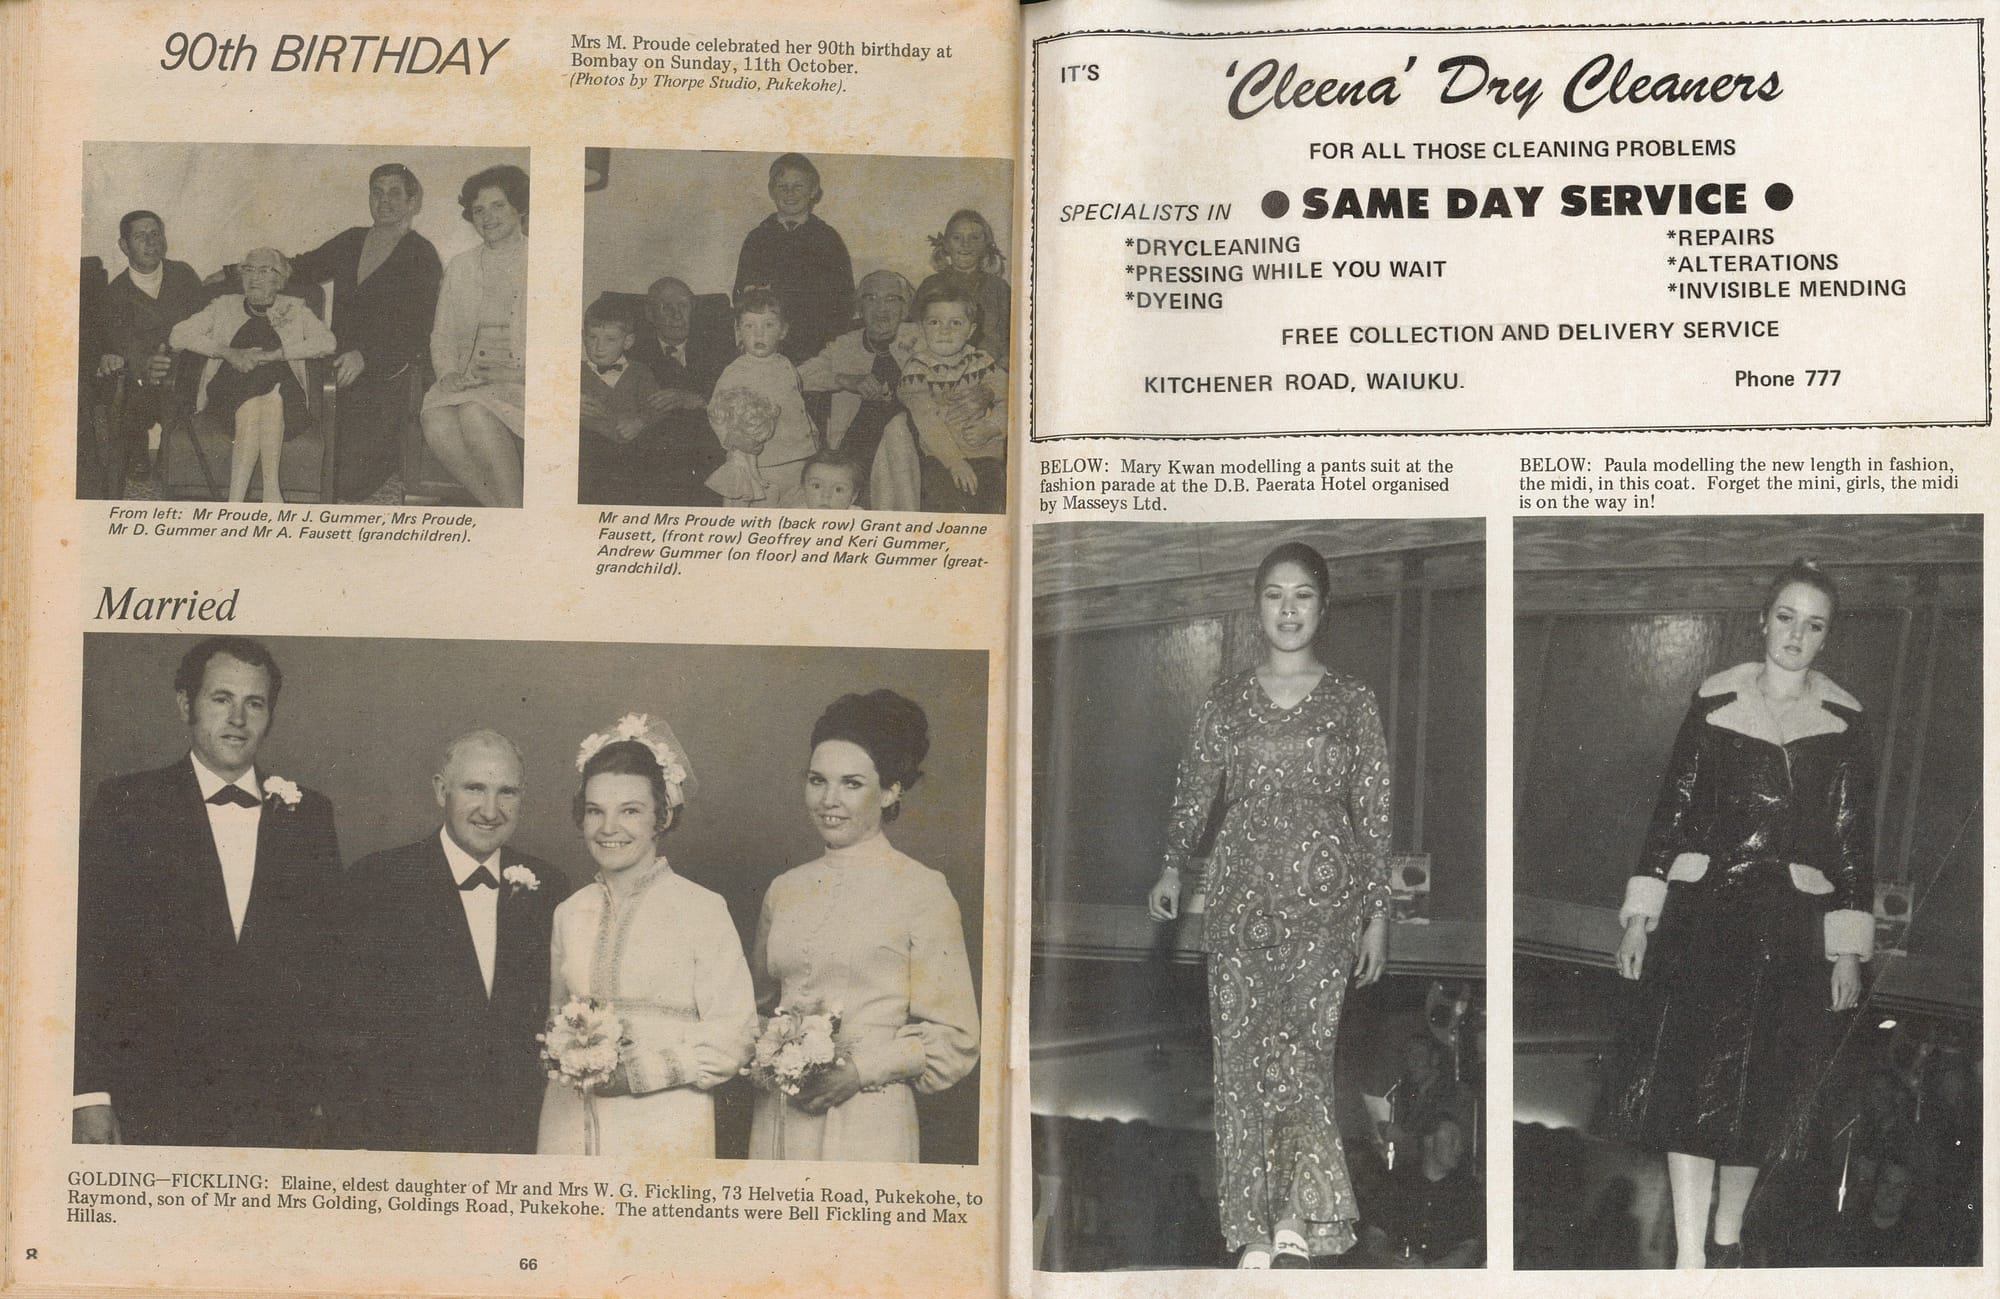 90th BIRTHDAY
Mrs M. Proude celebrated her 90th birthday at
Bombay on Sunday, 11th October.
(Photos by Thorpe Studio, Pukekohe).
From left: Mr Proude, Mr J. Gummer, Mrs Proude,
Mr D. Gummer and Mr A. Fausett (grandchildren).
Mr and Mrs Proude with (back row) Grant and Joanne
Fausett, (front row) Geoffrey and Keri Gummer,
Andrew Gummer (on floor) and Mark Gummer (great-
grandchild).
Married
GOLDING—FICKLING: Elaine, eldest daughter of Mr and Mrs W. G. Fickling, 73 Helvetia Road, Pukekohe, to
Raymond, son of Mr and Mrs Golding, Goldings Road, Pukekohe. The attendants were Bell Fickling and Max
Hillas.
8
66
IT'S
'Cleena' Dry Cleaners
FOR ALL THOSE CLEANING PROBLEMS
SPECIALISTS IN ● SAME DAY SERVICE ●
*DRYCLEANING
*PRESSING WHILE YOU WAIT
*DYEING
*REPAIRS
*ALTERATIONS
*INVISIBLE MENDING
FREE COLLECTION AND DELIVERY SERVICE
KITCHENER ROAD, WAIUKU.
Phone 777
BELOW: Mary Kwan modelling a pants suit at the
fashion parade at the D.B. Paerata Hotel organised
by Masseys Ltd.
BELOW: Paula modelling the new length in fashion,
the midi, in this coat. Forget the mini, girls, the midi
is on the way in!